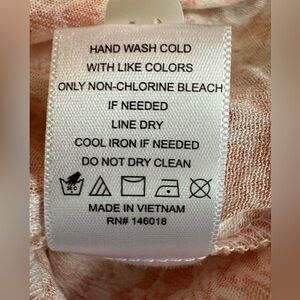 HAND WASH COLD
WITH LIKE COLORS
ONLY NON-CHLORINE BLEACH
IF NEEDED
LINE DRY
COOL IRON IF NEEDED
DO NOT DRY CLEAN
MADE IN VIETNAM
RN# 146018